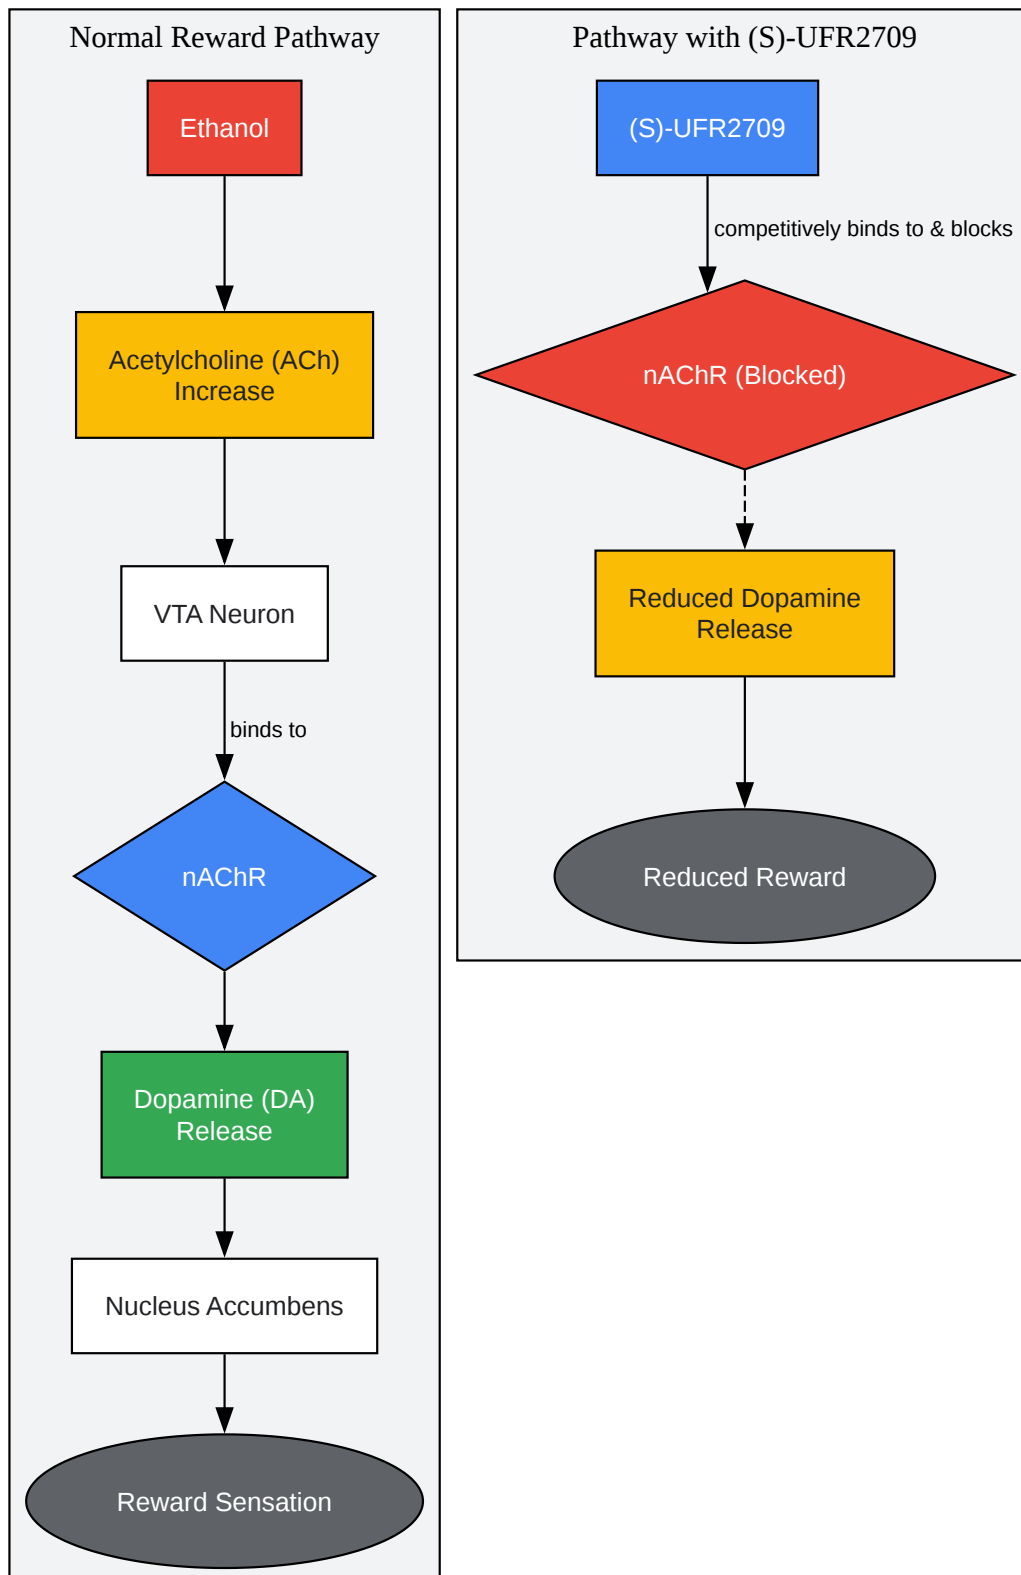 Normal Reward Pathway
Ethanol
Acetylcholine (ACh)
Increase
VTA Neuron
binds to
nAChR
Dopamine (DA)
Release
Nucleus Accumbens
Reward Sensation
Pathway with (S)-UFR2709
(S)-UFR2709
competitively binds to & blocks
nAChR (Blocked)
Reduced Dopamine
Release
Reduced Reward